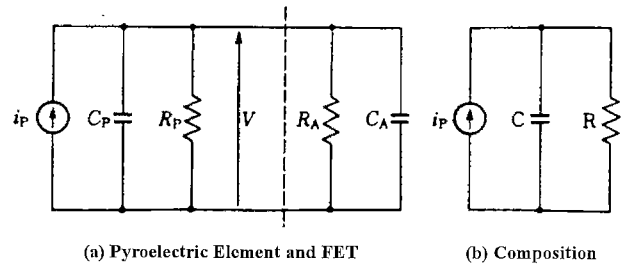 iP CP RP V RA CA iP C R
(a) Pyroelectric Element and FET (b) Composition